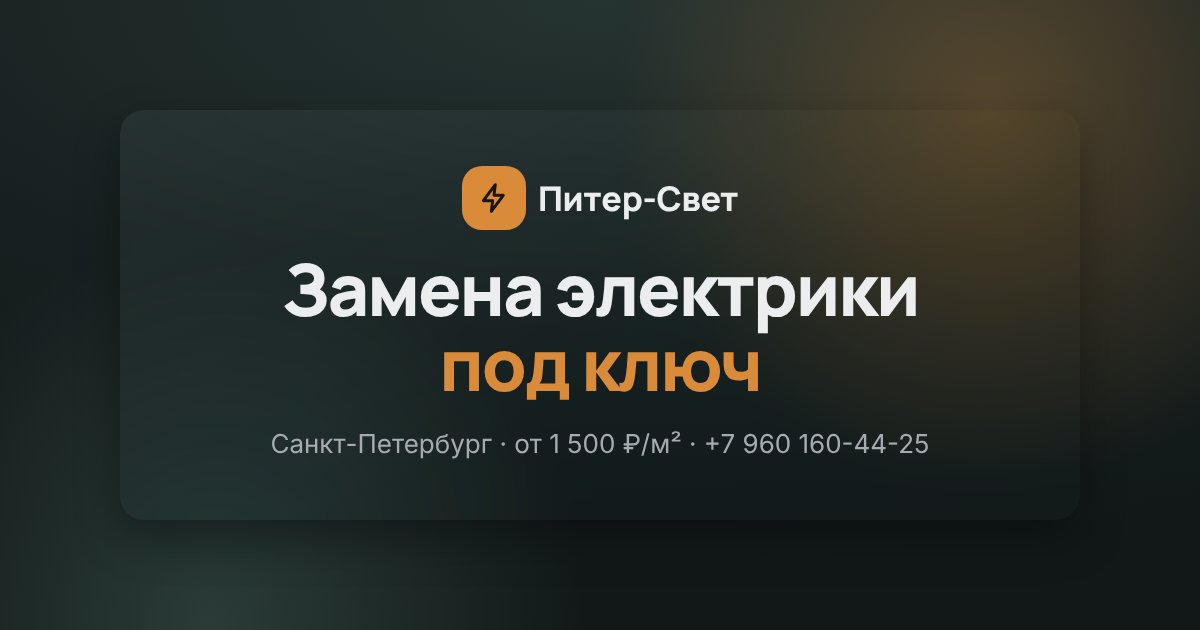 Питер-Свет
Замена электрики
под ключ
Санкт-Петербург · от 1 500 ₽/м² · +7 960 160-44-25